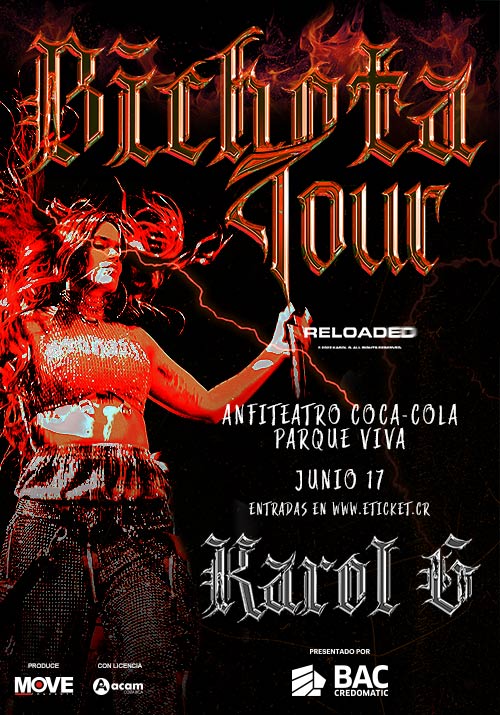 Bichota
Tour
RELOADED
ANFITEATRO COCA-COLA
PARQUE VIVA
JUNIO 17
ENTRADAS EN WWW.ETICKET.CR
Karol G
PRODUCE
MOVE
CON LICENCIA
acam
PRESENTADO POR
BAC
CREDOMATIC